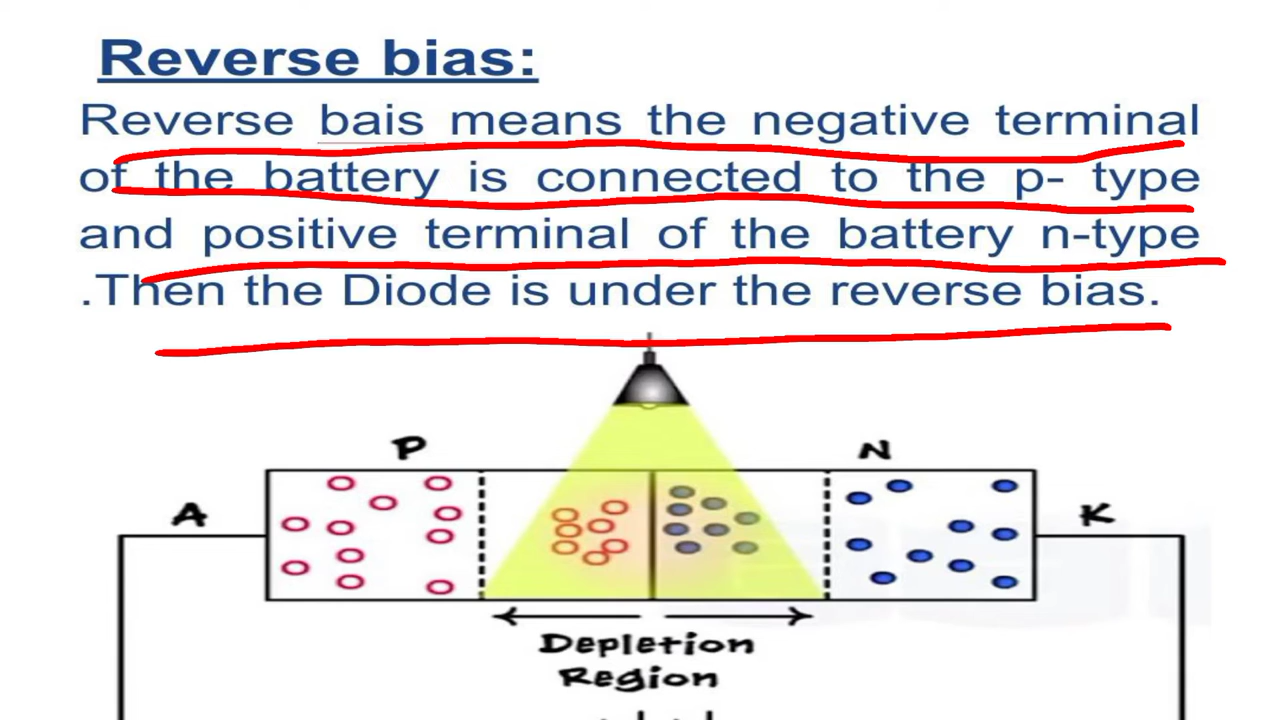 Reverse bias:
Reverse bais means the negative terminal
of the battery is connected to the p- type
and positive terminal of the battery n-type
.Then the Diode is under the reverse bias.
P
N
A
K
Depletion
Region